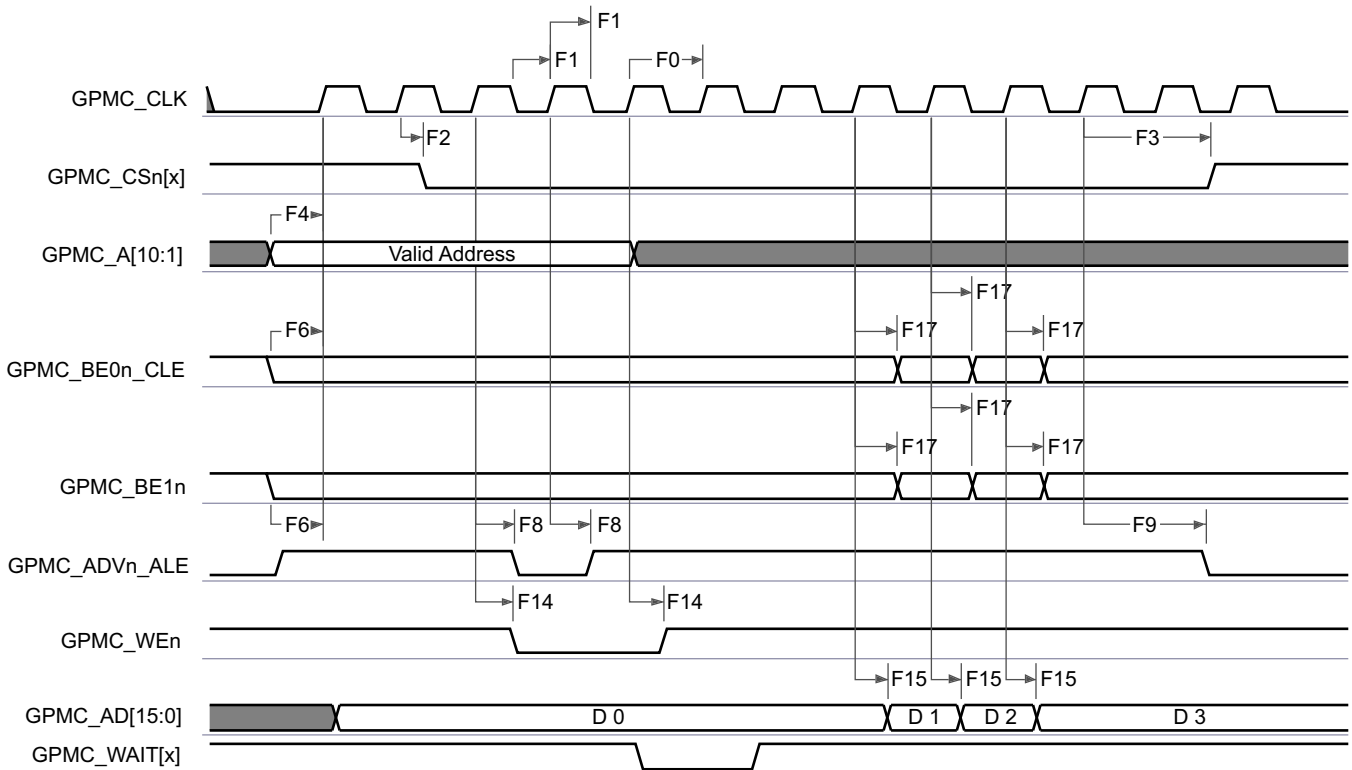 F1
F1
F0
GPMC_CLK
F2
F3
GPMC_CSn[x]
F4
GPMC_A[10:1]
Valid Address
F17
F6
F17
F17
GPMC_BE0n_CLE
F17
F17
F17
GPMC_BE1n
F6
F8
F8
F9
GPMC_ADVn_ALE
F14
F14
GPMC_WEn
F15
F15
F15
GPMC_AD[15:0]
D 0
D 1
D 2
D 3
GPMC_WAIT[x]